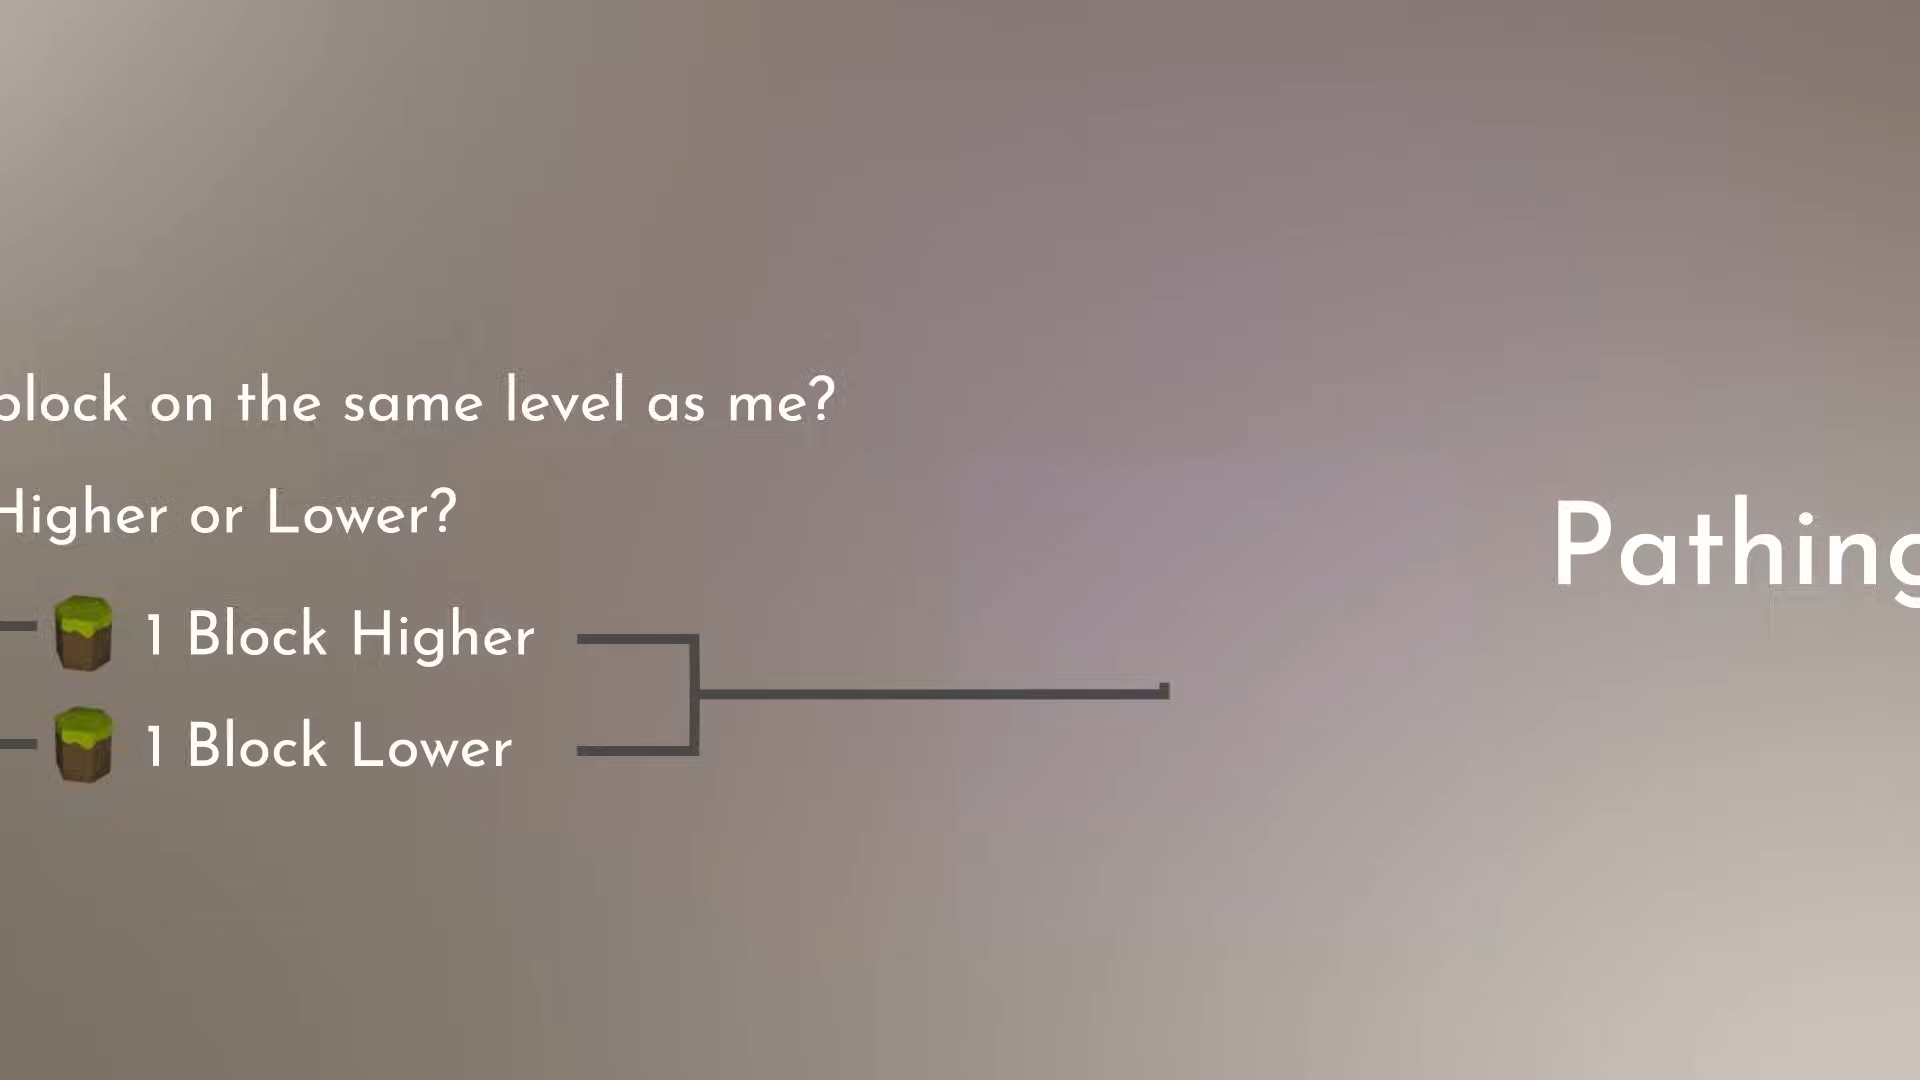 block on the same level as me?
Higher or Lower?
1 Block Higher
1 Block Lower
Pathing